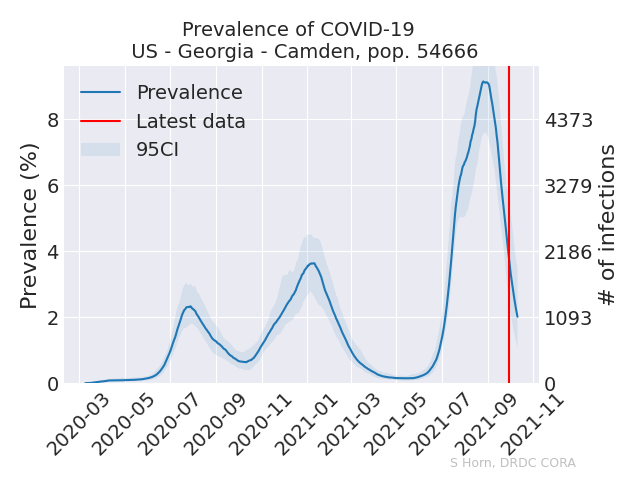 Prevalence of COVID-19
US - Georgia - Camden, pop. 54666
Prevalence
Latest data
95CI
Prevalence (%)
8
6
4
2
0
4373
3279
2186
1093
0
# of infections
2020-03
2020-05
2020-07
2020-09
2020-11
2021-01
2021-03
2021-05
2021-07
2021-09
2021-11
S Horn, DRDC CORA